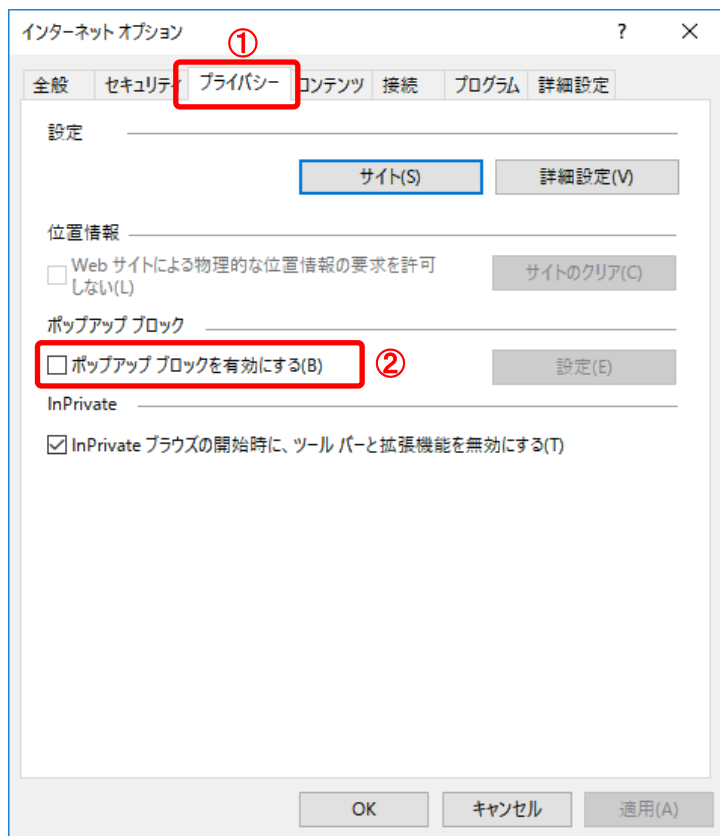 インターネット オプション ? ×
①
全般 セキュリティ プライバシー コンテンツ 接続 プログラム 詳細設定
設定
サイト(S) 詳細設定(V)
位置情報
Web サイトによる物理的な位置情報の要求を許可
しない(L)
サイトのクリア(C)
ポップアップ ブロック
ポップアップ ブロックを有効にする(B) ② 設定(E)
InPrivate
InPrivate ブラウズの開始時に、ツール バーと拡張機能を無効にする(T)
OK キャンセル 適用(A)